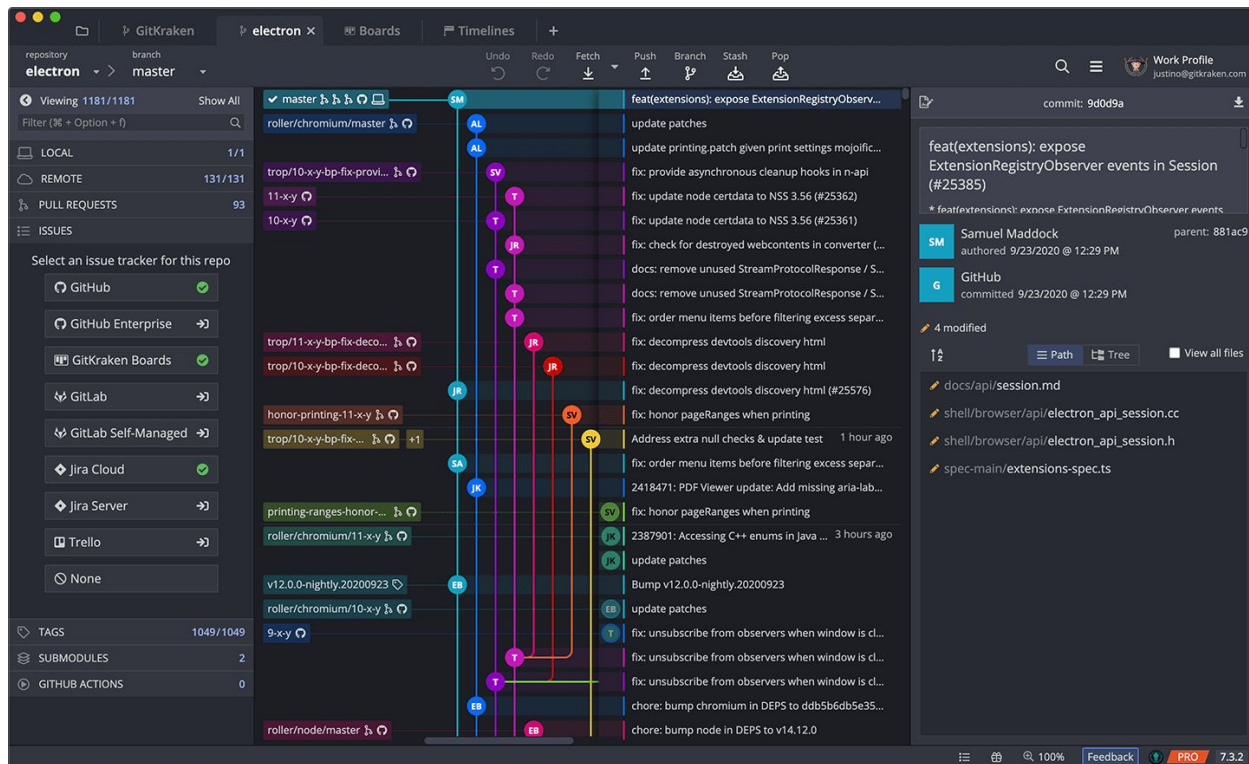 GitKraken
electron ×
Boards
Timelines
+
repository
branch
electron
master
Undo
Redo
Fetch
Push
Branch
Stash
Pop
Work Profile
justino@gitkraken.com
Viewing 1181/1181
Show All
Filter (⌘ + Option + f)
LOCAL 1/1
REMOTE 131/131
PULL REQUESTS 93
ISSUES
Select an issue tracker for this repo
GitHub
GitHub Enterprise
GitKraken Boards
GitLab
GitLab Self-Managed
Jira Cloud
Jira Server
Trello
None
TAGS 1049/1049
SUBMODULES 2
GITHUB ACTIONS 0
master SM feat(extensions): expose ExtensionRegistryObserv...
roller/chromium/master AL update patches
AL update printing.patch given print settings mojoific...
trop/10-x-y-bp-fix-provi... SV fix: provide asynchronous cleanup hooks in n-api
11-x-y T fix: update node certdata to NSS 3.56 (#25362)
10-x-y T fix: update node certdata to NSS 3.56 (#25361)
JR fix: check for destroyed webcontents in converter (...
T docs: remove unused StreamProtocolResponse / S...
T docs: remove unused StreamProtocolResponse / S...
T fix: order menu items before filtering excess separ...
trop/11-x-y-bp-fix-deco... JR fix: decompress devtools discovery html
trop/10-x-y-bp-fix-deco... JR fix: decompress devtools discovery html
JR fix: decompress devtools discovery html (#25576)
honor-printing-11-x-y SV fix: honor pageRanges when printing
trop/10-x-y-bp-fix-... +1 SV Address extra null checks & update test 1 hour ago
SA fix: order menu items before filtering excess separ...
JK 2418471: PDF Viewer update: Add missing aria-lab...
printing-ranges-honor-... SV fix: honor pageRanges when printing
roller/chromium/11-x-y JK 2387901: Accessing C++ enums in Java ... 3 hours ago
JK update patches
v12.0.0-nightly.20200923 EB Bump v12.0.0-nightly.20200923
roller/chromium/10-x-y EB update patches
9-x-y T fix: unsubscribe from observers when window is cl...
T fix: unsubscribe from observers when window is cl...
T fix: unsubscribe from observers when window is cl...
EB chore: bump chromium in DEPS to ddb5b6db5e35...
roller/node/master EB chore: bump node in DEPS to v14.12.0
commit: 9d0d9a
feat(extensions): expose
ExtensionRegistryObserver events in Session
(#25385)
* feat(extensions): expose ExtensionRegistryObserver events
SM Samuel Maddock parent: 881ac9
authored 9/23/2020 @ 12:29 PM
G GitHub
committed 9/23/2020 @ 12:29 PM
4 modified
Path
Tree
View all files
docs/api/session.md
shell/browser/api/electron_api_session.cc
shell/browser/api/electron_api_session.h
spec-main/extensions-spec.ts
100%
Feedback
PRO
7.3.2